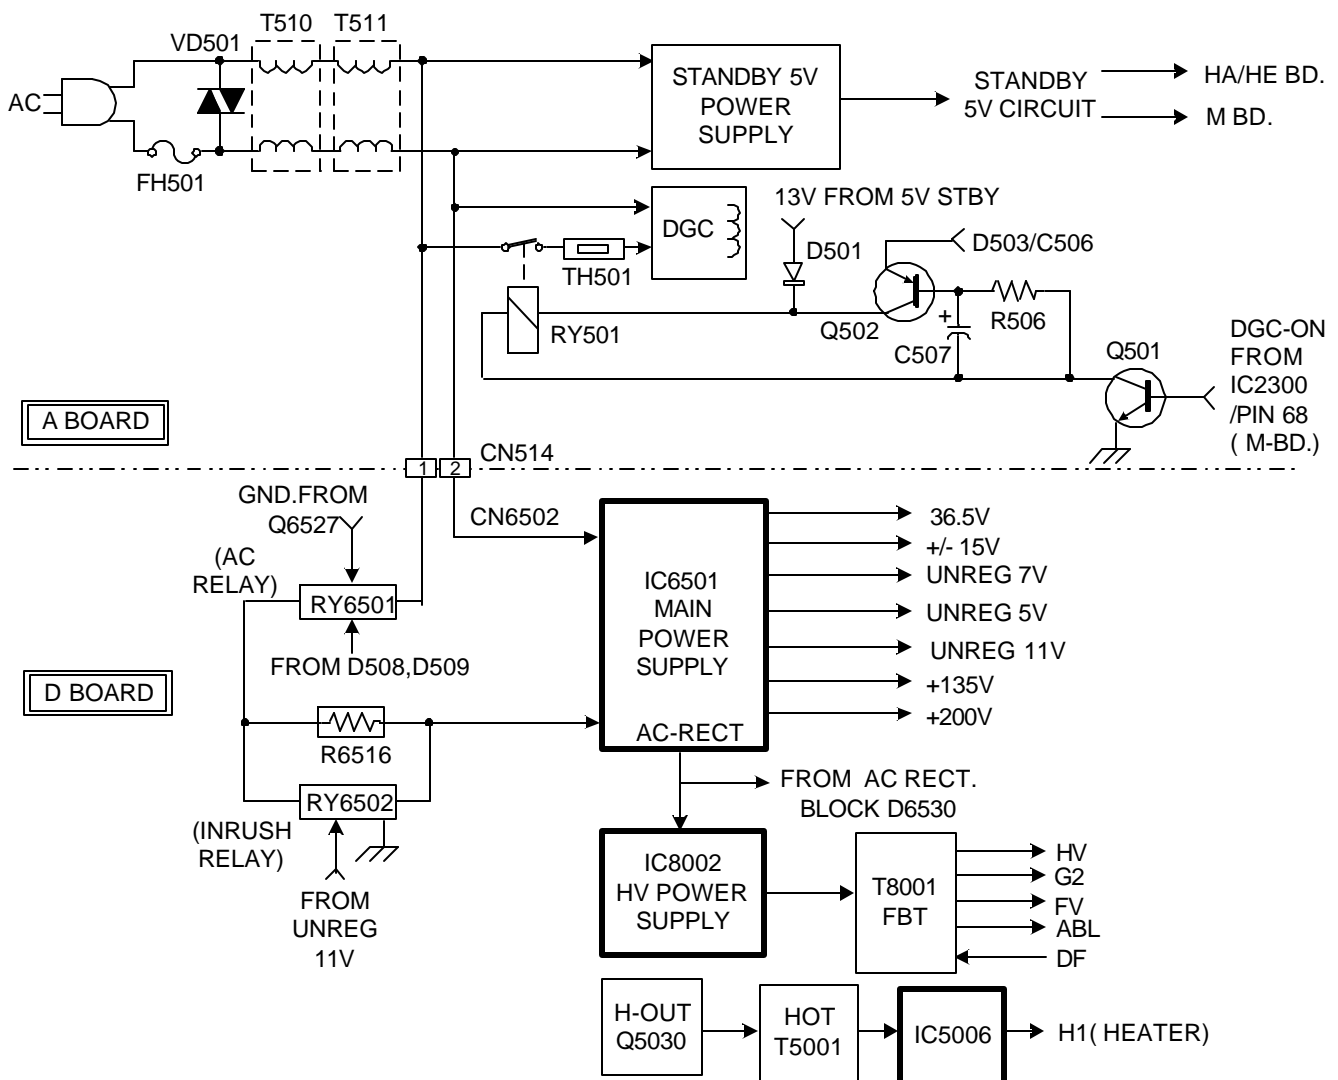 T510
T511
VD501
AC
FH501
STANDBY 5V
POWER
SUPPLY
STANDBY
5V CIRCUIT
HA/HE BD.
M BD.
DGC
TH501
RY501
13V FROM 5V STBY
D501
D503/C506
Q502
+
C507
R506
Q501
DGC-ON
FROM
IC2300
/PIN 68
( M-BD.)
A BOARD
1
2
CN514
GND.FROM
Q6527
CN6502
(AC
RELAY)
RY6501
FROM D508,D509
D BOARD
R6516
RY6502
(INRUSH
RELAY)
FROM
UNREG
11V
IC6501
MAIN
POWER
SUPPLY
AC-RECT
36.5V
+/- 15V
UNREG 7V
UNREG 5V
UNREG 11V
+135V
+200V
FROM AC RECT.
BLOCK D6530
IC8002
HV POWER
SUPPLY
T8001
FBT
HV
G2
FV
ABL
DF
H-OUT
Q5030
HOT
T5001
IC5006
H1( HEATER)